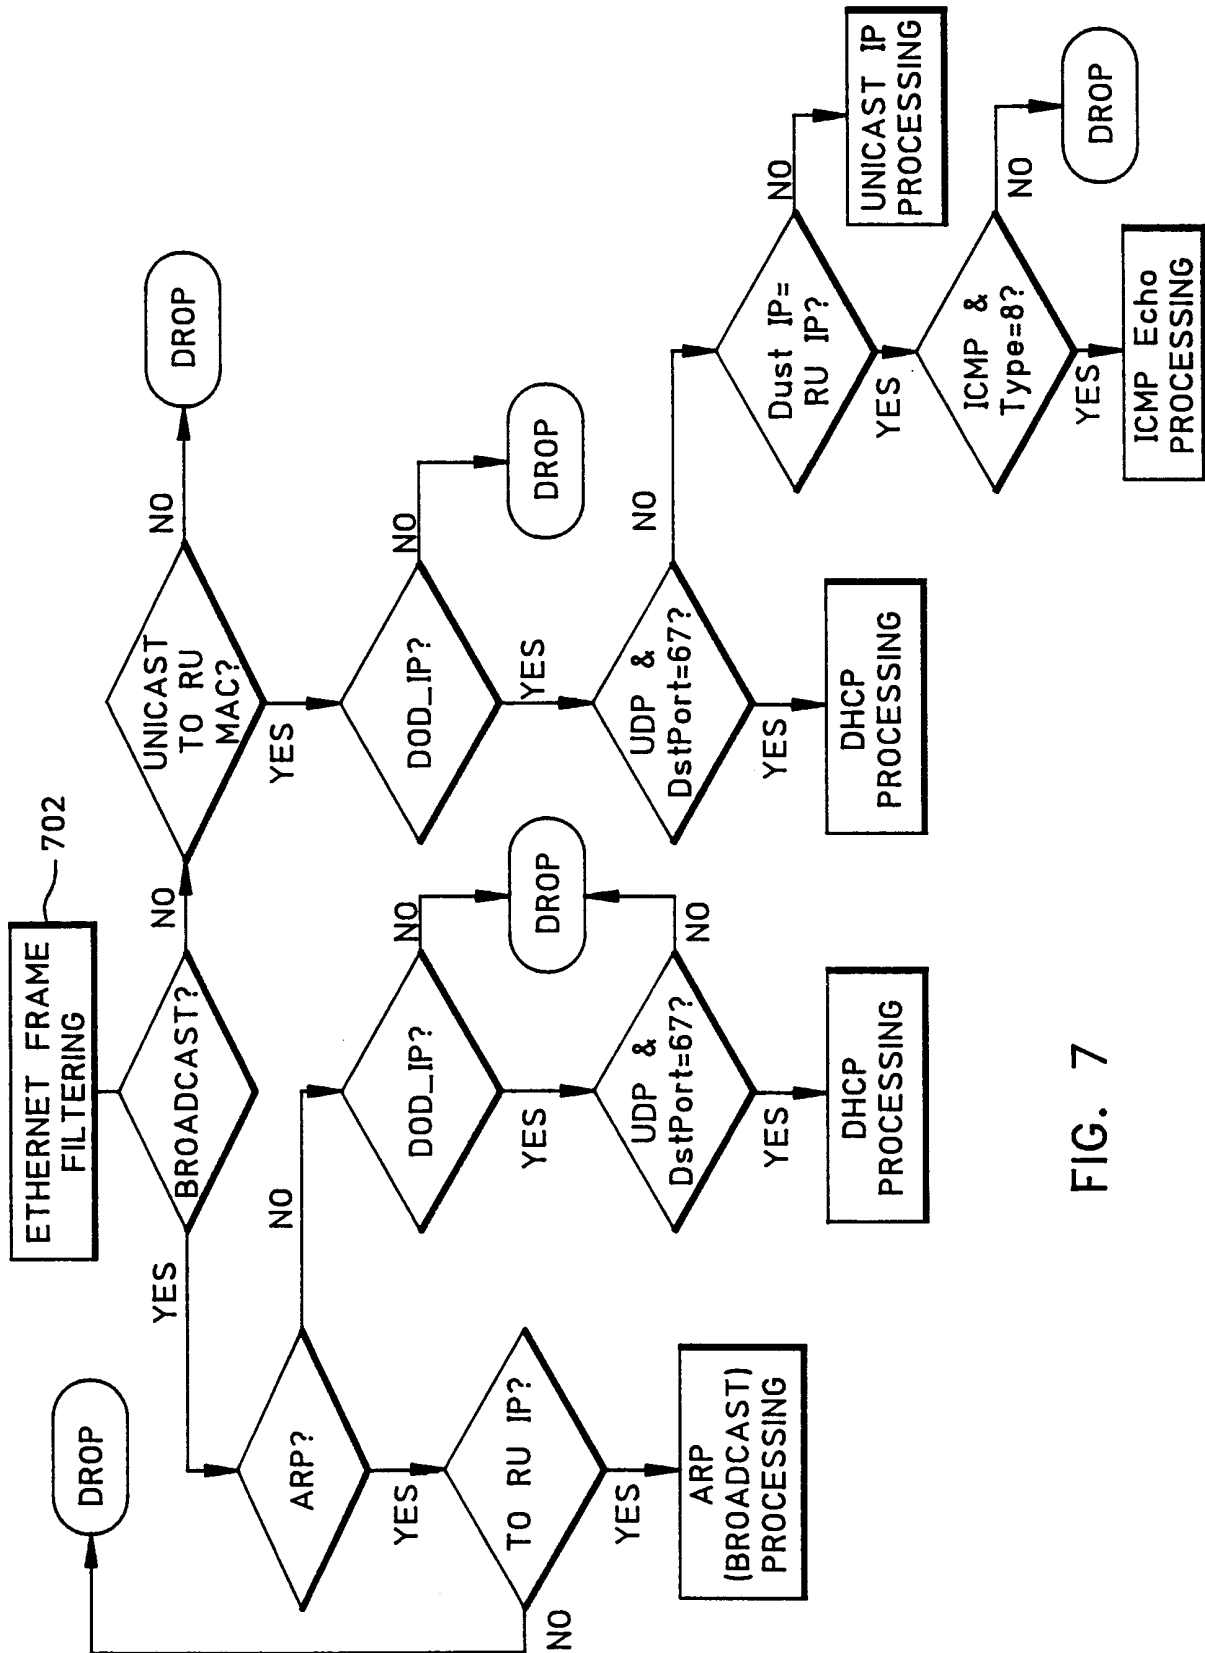 ETHERNET FRAME
FILTERING
702
BROADCAST?
YES
NO
UNICAST
TO RU
MAC?
NO
DROP
YES
DROP
ARP?
NO
YES
TO RU IP?
NO
YES
ARP
(BROADCAST)
PROCESSING
DOD_IP?
NO
YES
DROP
UDP &
DstPort=67?
NO
YES
DHCP
PROCESSING
DOD_IP?
NO
DROP
YES
UDP &
DstPort=67?
NO
YES
DHCP
PROCESSING
Dust IP=
RU IP?
NO
UNICAST IP
PROCESSING
YES
ICMP &
Type=8?
NO
DROP
YES
ICMP Echo
PROCESSING
FIG. 7